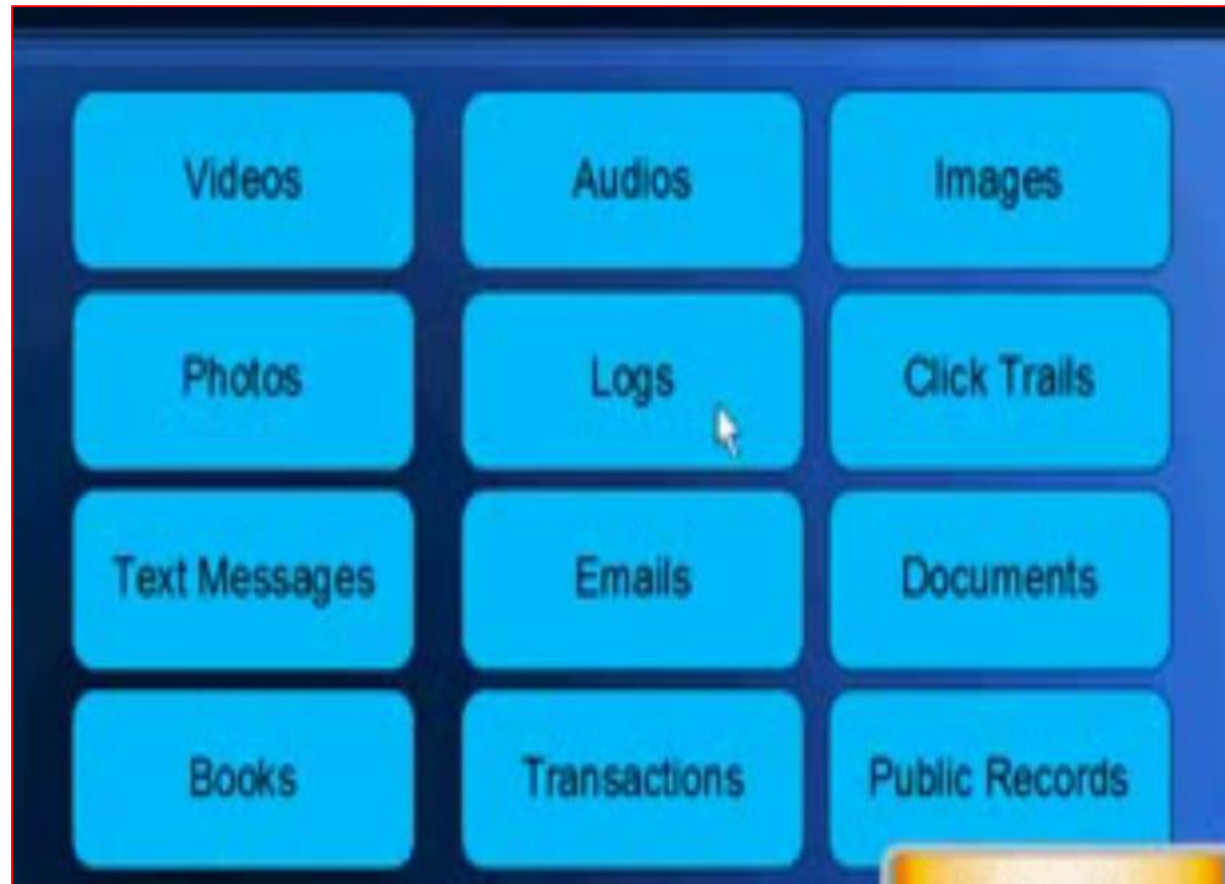 Videos
Audios
Images
Photos
Logs
Click Trails
Text Messages
Emails
Documents
Books
Transactions
Public Records